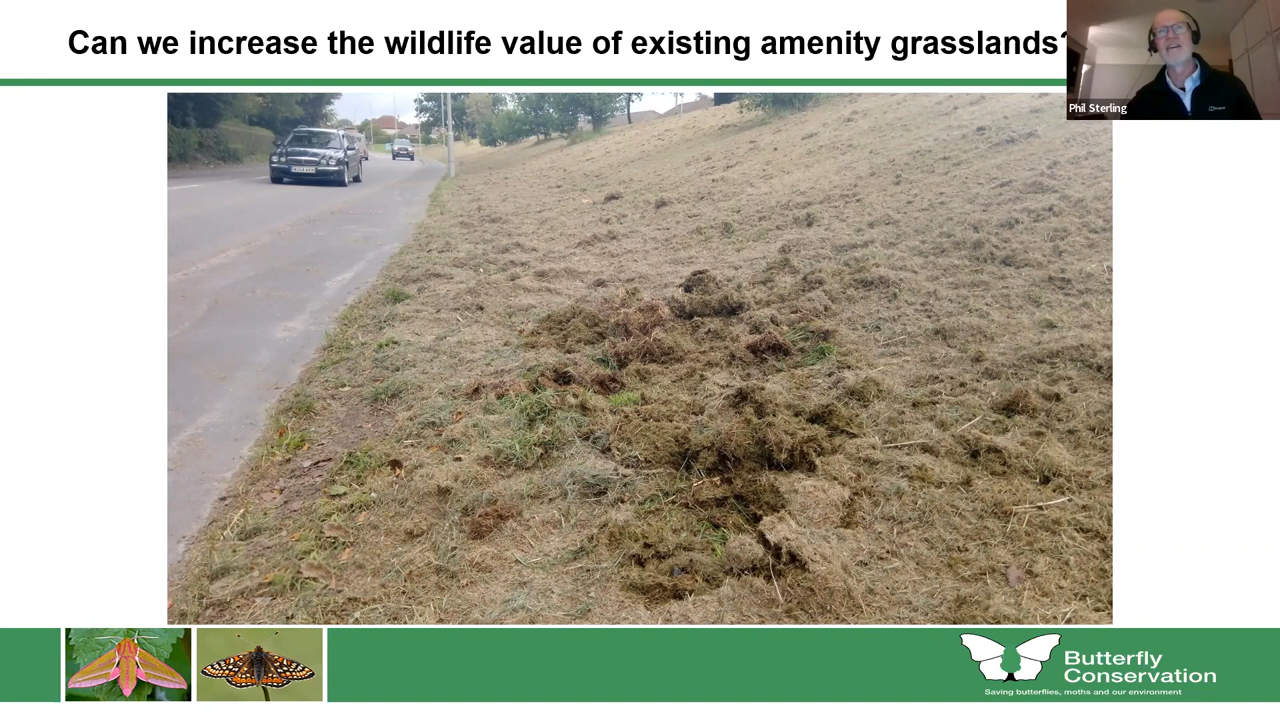 Can we increase the wildlife value of existing amenity grasslands?
Phil Sterling
Butterfly
Conservation
Saving butterflies, moths and our environment